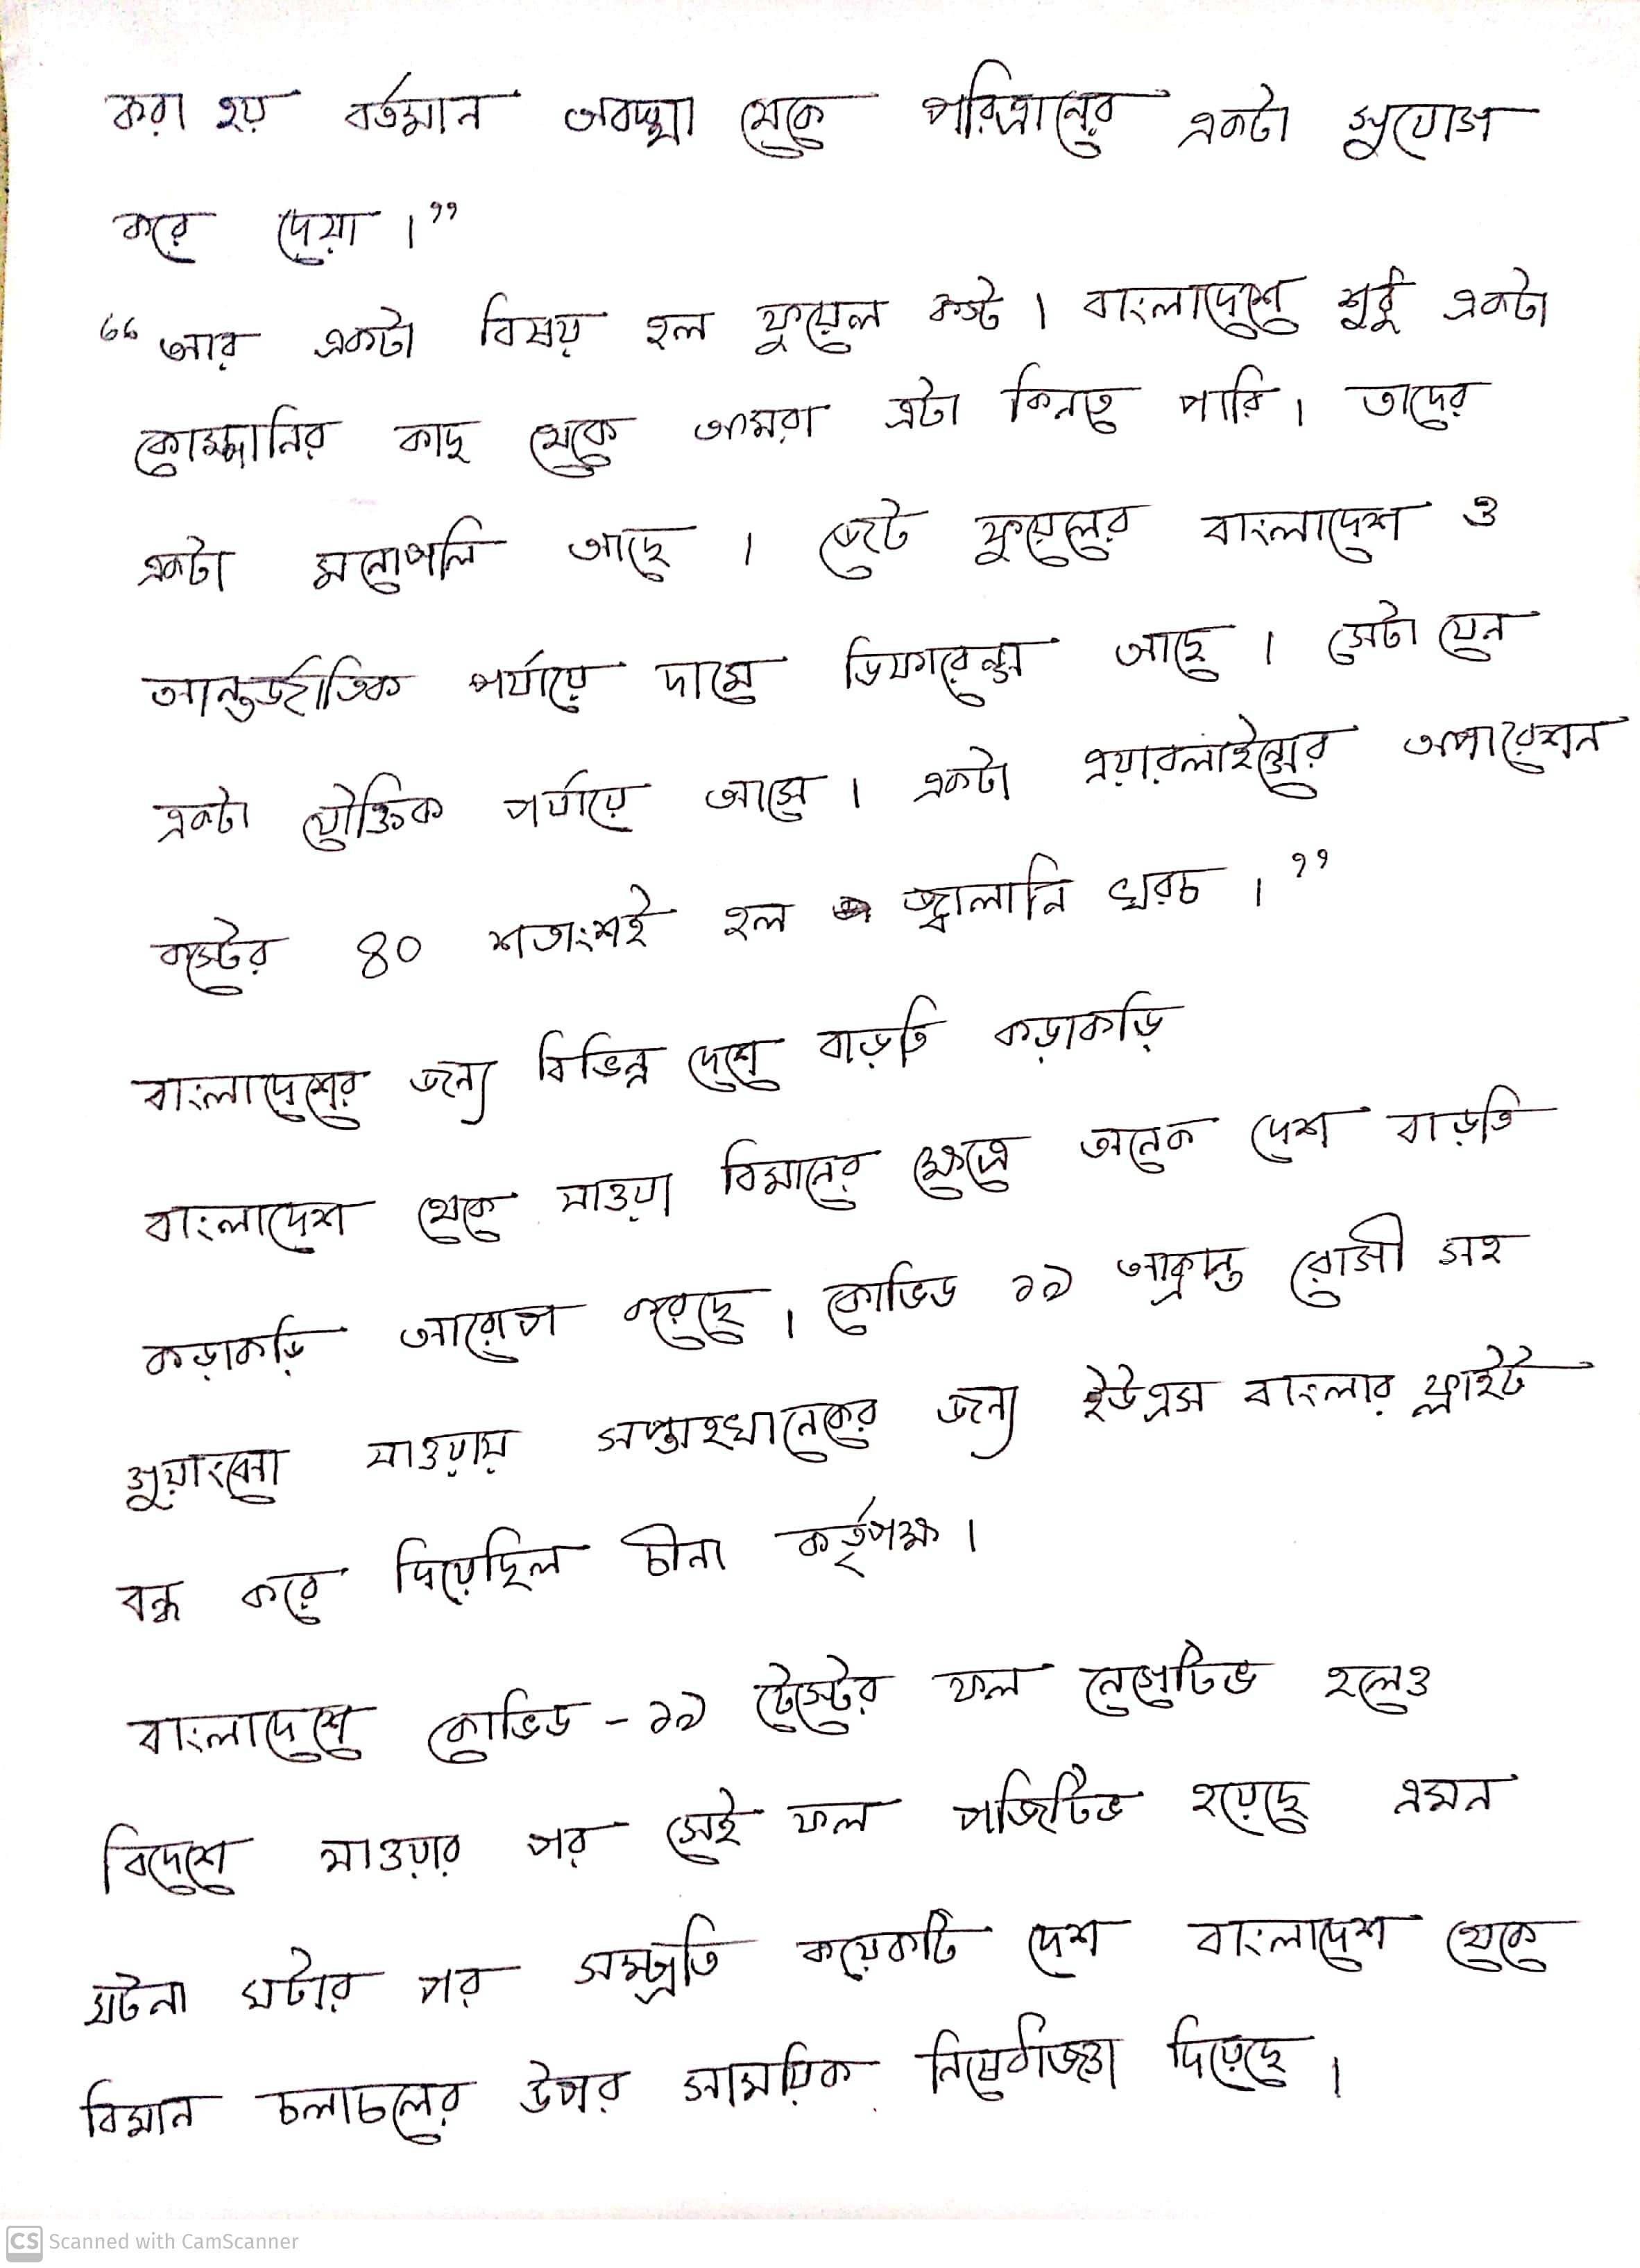 করা হয় বর্তমান অবস্থা থেকে পরিত্রানের একটা সুযোগ
করে দেয়া ।”
“আর একটা বিষয় হল ফুয়েল কস্ট । বাংলাদেশে শুধু একটা
কোম্পানির কাছ থেকে আমরা এটা কিনতে পারি । তাদের
একটা মনোপলি আছে । জেট ফুয়েলের বাংলাদেশ ও
আন্তর্জাতিক পর্যায়ে দামে ডিফারেন্স আছে । সেটা যেন
একটা যৌক্তিক পর্যায়ে আসে । একটা এয়ারলাইন্সের অপারেশন
কস্টের ৪০ শতাংশই হল জ্বালানি খরচ ।”
বাংলাদেশের জন্য বিভিন্ন দেশে বাড়তি কড়াকড়ি
বাংলাদেশ থেকে যাওয়া বিমানের ক্ষেত্রে অনেক দেশ বাড়তি
কড়াকড়ি আরোপ করেছে । কোভিড ১৯ আক্রান্ত রোগী সহ
গুয়াংঝো যাওয়ায় সপ্তাহখানেকের জন্য ইউএস বাংলার ফ্লাইট
বন্ধ করে দিয়েছিল চীনা কর্তৃপক্ষ ।
বাংলাদেশে কোভিড - ১৯ টেস্টের ফল নেগেটিভ হলেও
বিদেশে যাওয়ার পর সেই ফল পজিটিভ হয়েছে এমন
ঘটনা ঘটার পর সম্প্রতি কয়েকটি দেশ বাংলাদেশ থেকে
বিমান চলাচলের উপর সাময়িক নিষেধাজ্ঞা দিয়েছে ।
CS Scanned with CamScanner